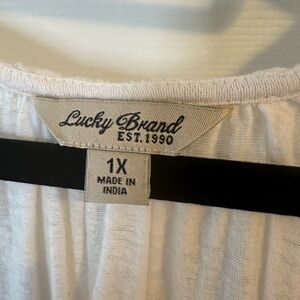 Lucky Brand
EST. 1990
1X
MADE IN
INDIA